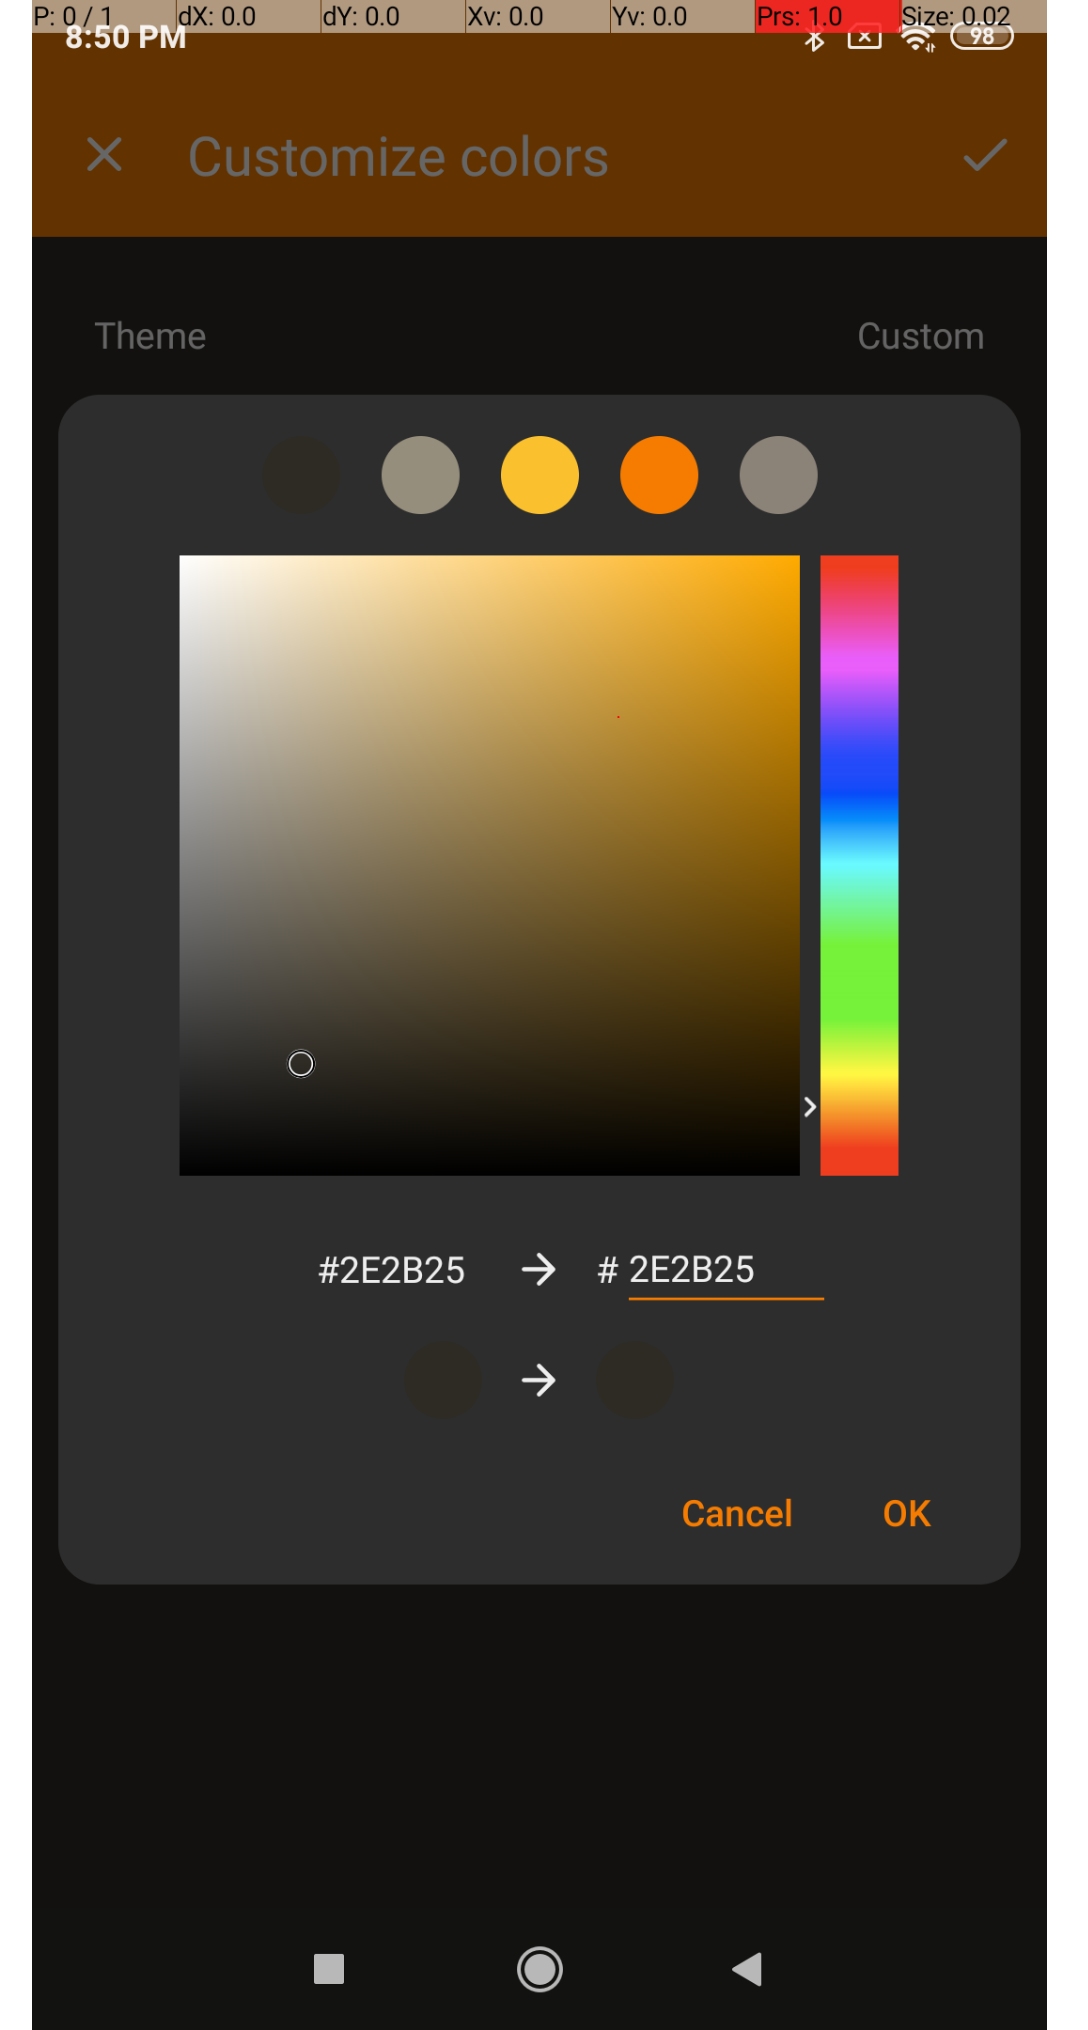 P: 0 / 1 dX: 0.0 dY: 0.0 Xv: 0.0 Yv: 0.0 Prs: 1.0 Size: 0.02
8:50 PM 98
Customize colors
Theme Custom
#2E2B25 # 2E2B25
Cancel OK